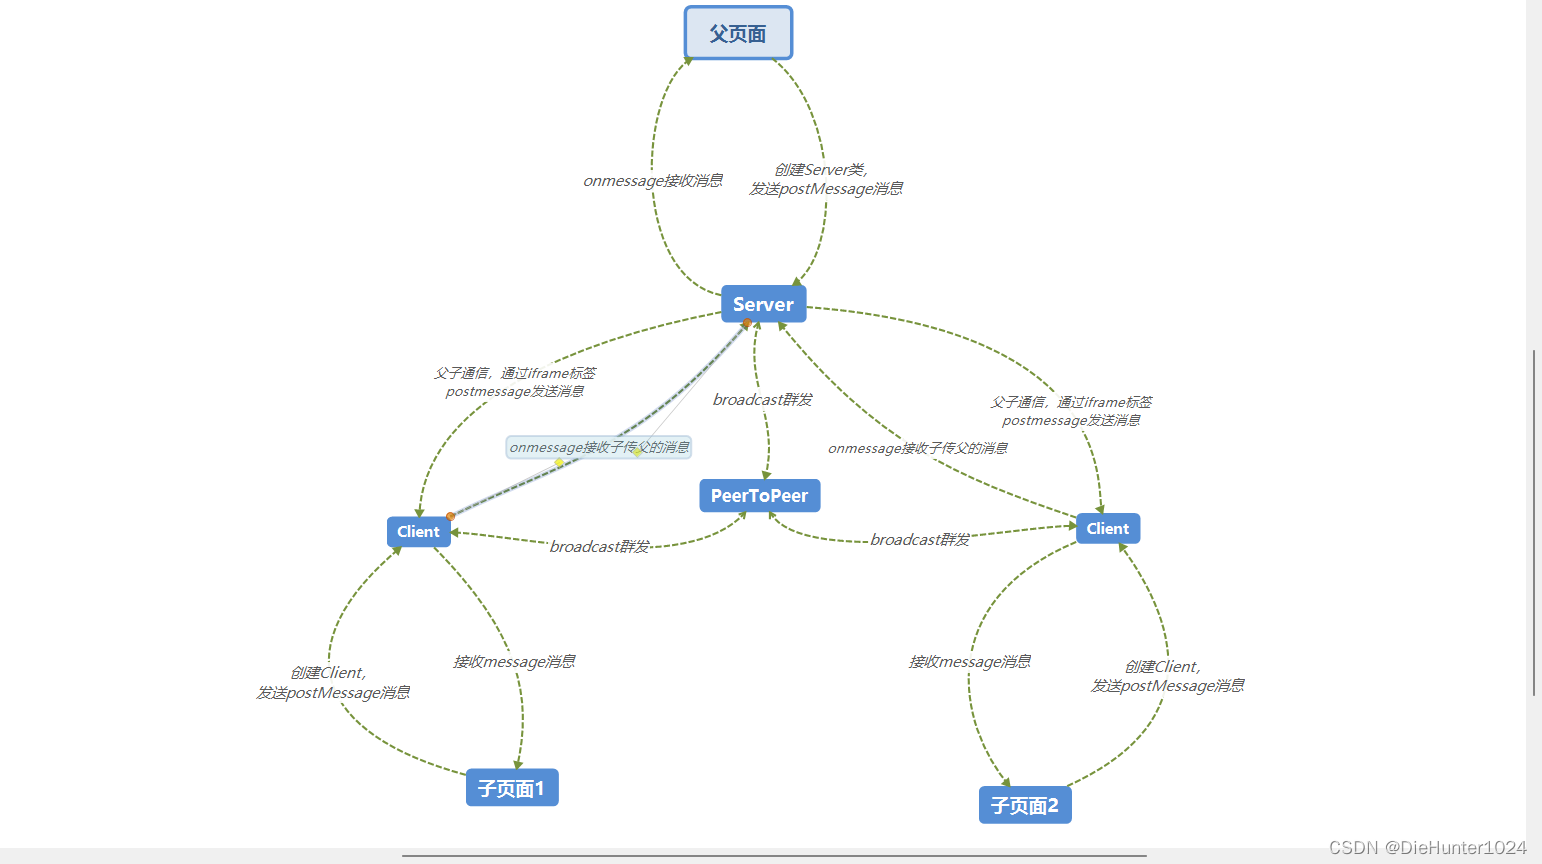 父页面
onmessage接收消息
创建Server类，
发送postMessage消息
Server
父子通信，通过iframe标签
postmessage发送消息
broadcast群发
父子通信，通过iframe标签
postmessage发送消息
onmessage接收子传父的消息
onmessage接收子传父的消息
PeerToPeer
Client
broadcast群发
broadcast群发
Client
创建Client，
发送postMessage消息
接收message消息
接收message消息
创建Client，
发送postMessage消息
子页面1
子页面2
CSDN @DieHunter1024